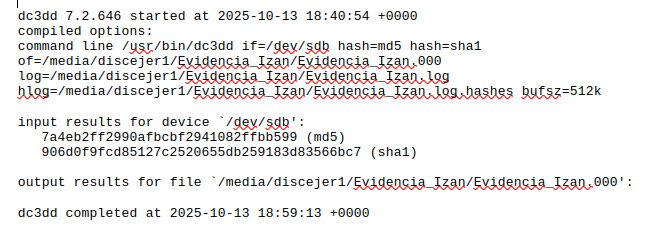 dc3dd 7.2.646 started at 2025-10-13 18:40:54 +0000
compiled options:
command line /usr/bin/dc3dd if=/dev/sdb hash=md5 hash=sha1
of=/media/discejer1/Evidencia_Izan/Evidencia_Izan.000
log=/media/discejer1/Evidencia_Izan/Evidencia_Izan.log
hlog=/media/discejer1/Evidencia_Izan/Evidencia_Izan.log.hashes bufsz=512k
input results for device `/dev/sdb':
7a4eb2ff2990afbcbf2941082ffbb599 (md5)
906d0f9fcd85127c2520655db259183d83566bc7 (sha1)
output results for file `/media/discejer1/Evidencia_Izan/Evidencia_Izan.000':
dc3dd completed at 2025-10-13 18:59:13 +0000